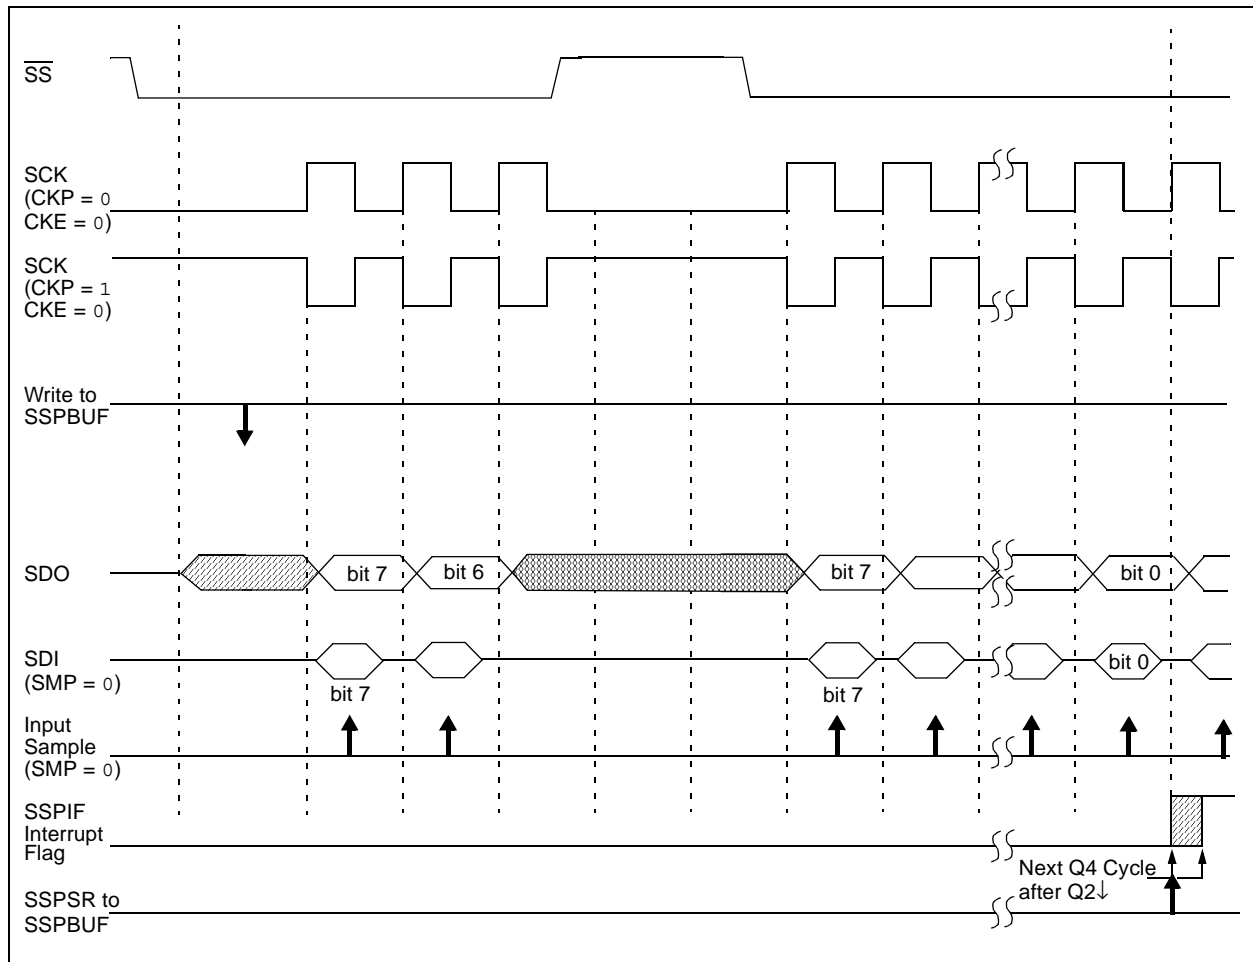 SS
SCK
(CKP = 0
CKE = 0)
SCK
(CKP = 1
CKE = 0)
Write to
SSPBUF
SDO
bit 7
bit 6
bit 7
bit 0
SDI
(SMP = 0)
bit 7
bit 7
bit 0
Input
Sample
(SMP = 0)
SSPIF
Interrupt
Flag
Next Q4 Cycle
after Q2↓
SSPSR to
SSPBUF